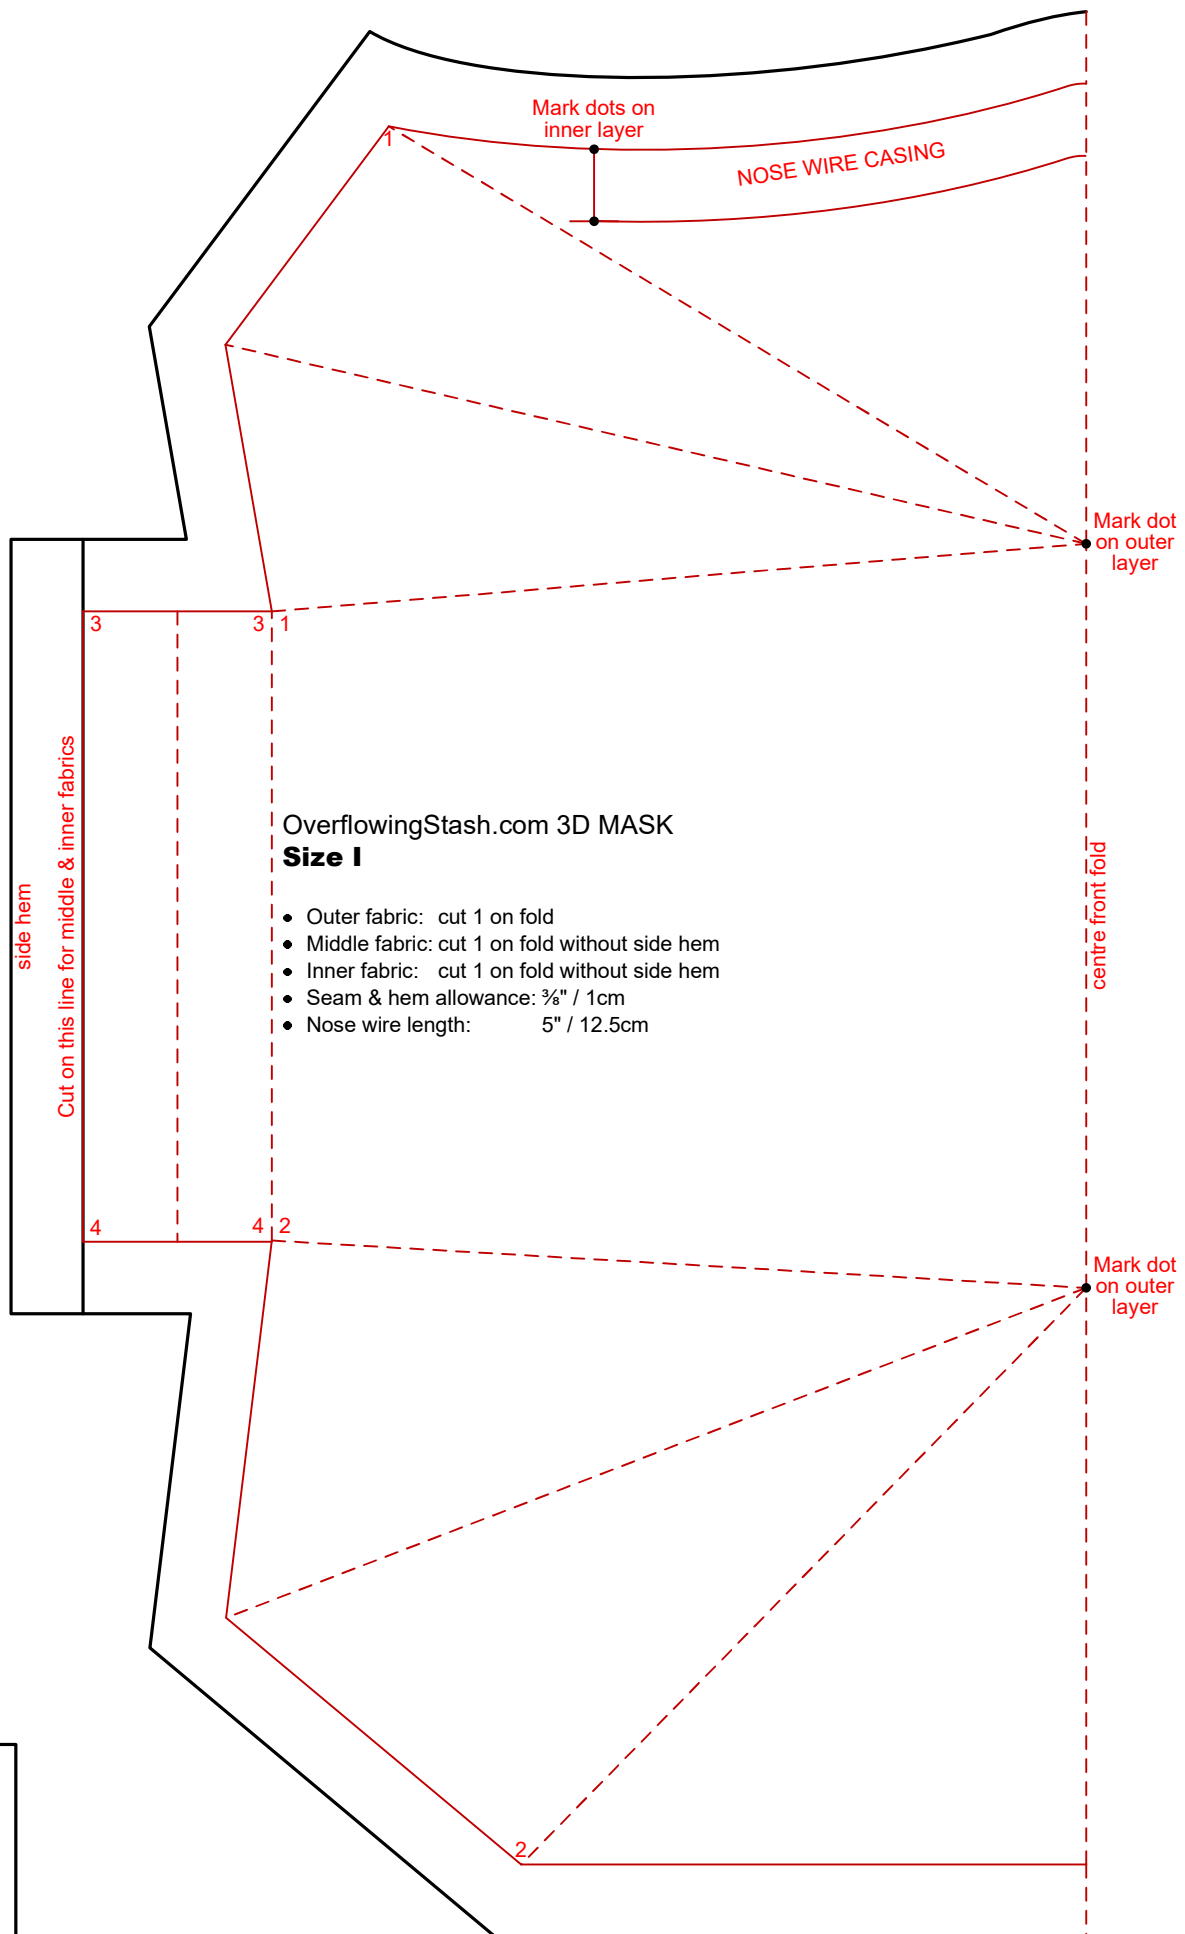 Mark dots on
inner layer
1
NOSE WIRE CASING
Mark dot
on outer
layer
3
3
1
side hem
Cut on this line for middle & inner fabrics
OverflowingStash.com 3D MASK
Size I
• Outer fabric: cut 1 on fold
• Middle fabric: cut 1 on fold without side hem
• Inner fabric: cut 1 on fold without side hem
• Seam & hem allowance: ⅜" / 1cm
• Nose wire length: 5" / 12.5cm
centre front fold
4
4
2
Mark dot
on outer
layer
2